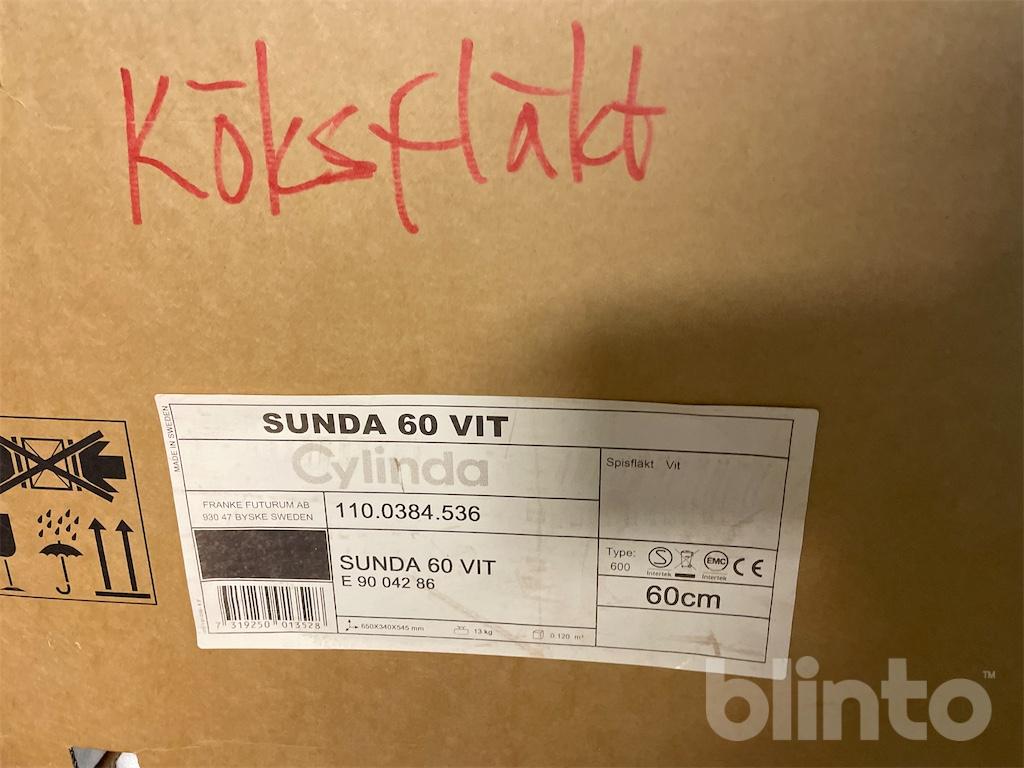 Köksfläkt
MADE IN SWEDEN
SUNDA 60 VIT
Cylinda
FRANKE FUTURUM AB
930 47 BYSKE SWEDEN
110.0384.536
SUNDA 60 VIT
E 90 042 86
7 319250 013528
650X340X545 mm
13 kg
0.120 m³
Spisfläkt Vit
Type:
600
S
Intertek
EMC
Intertek
CE
60cm
blinto™